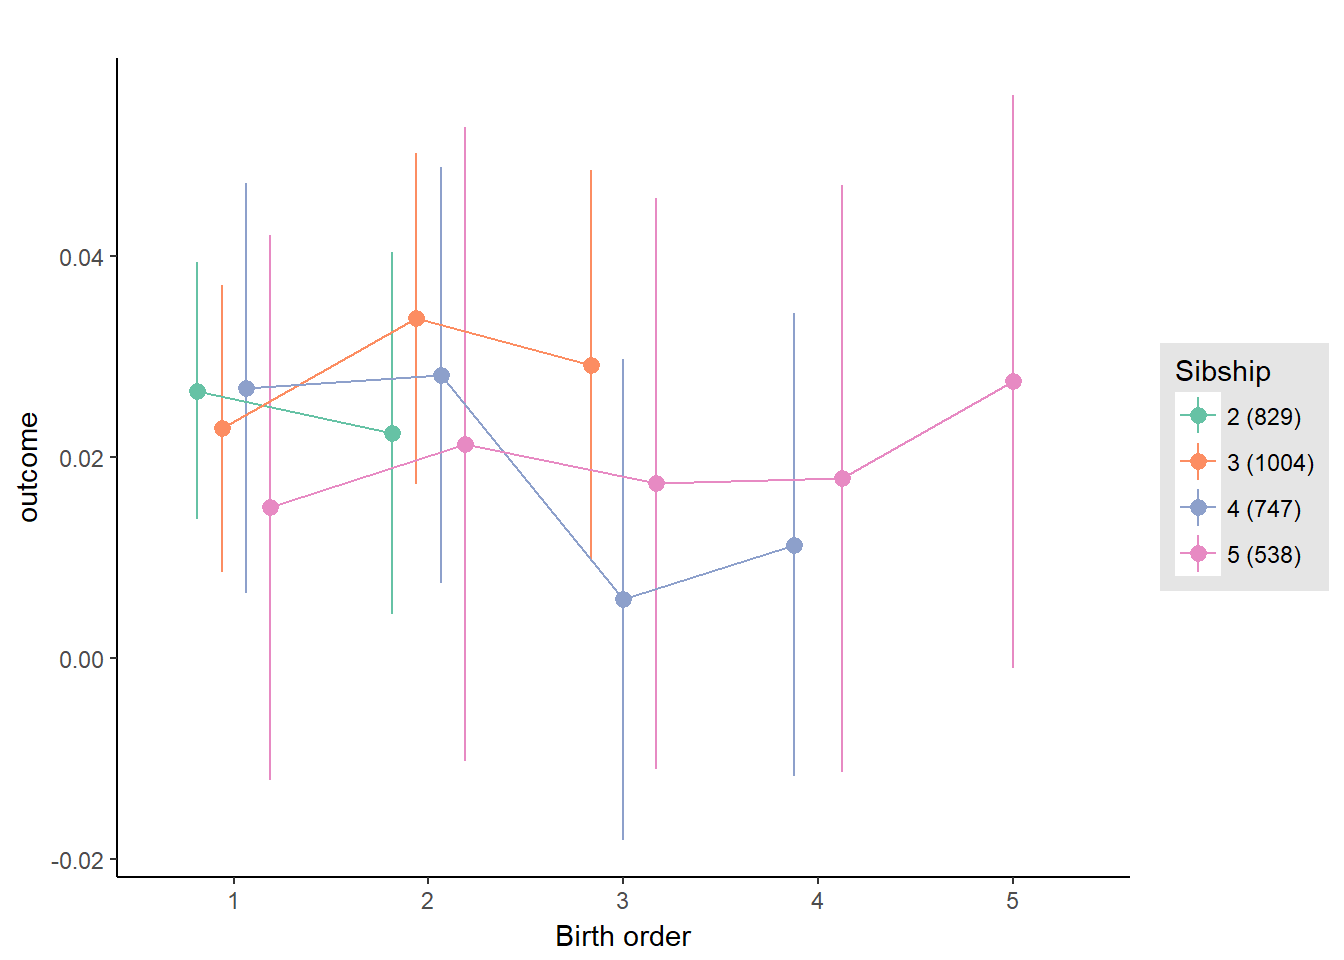 outcome
0.04
0.02
0.00
-0.02
1 2 3 4 5
Birth order
Sibship
2 (829)
3 (1004)
4 (747)
5 (538)